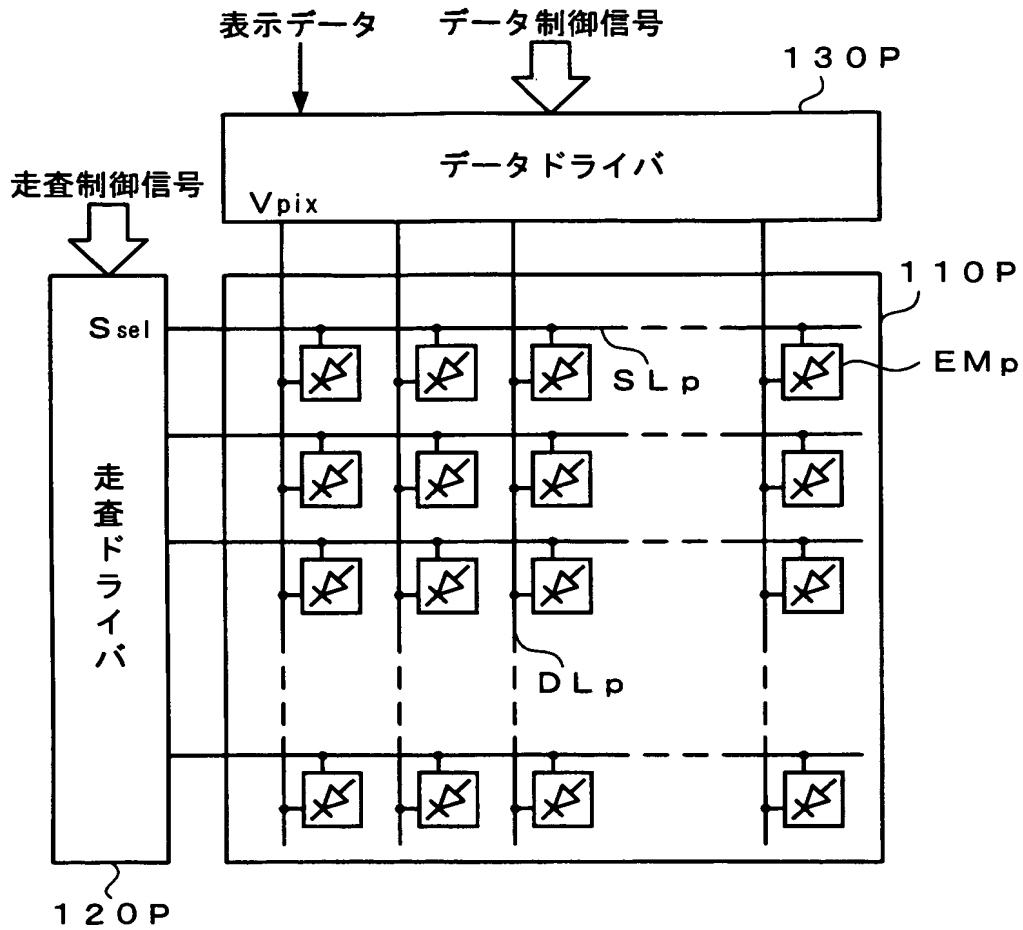 表示データ
データ制御信号
130P
データドライバ
Vpix
走査制御信号
110P
Ssel
SLp
EMp
走査ドライバ
DLp
120P